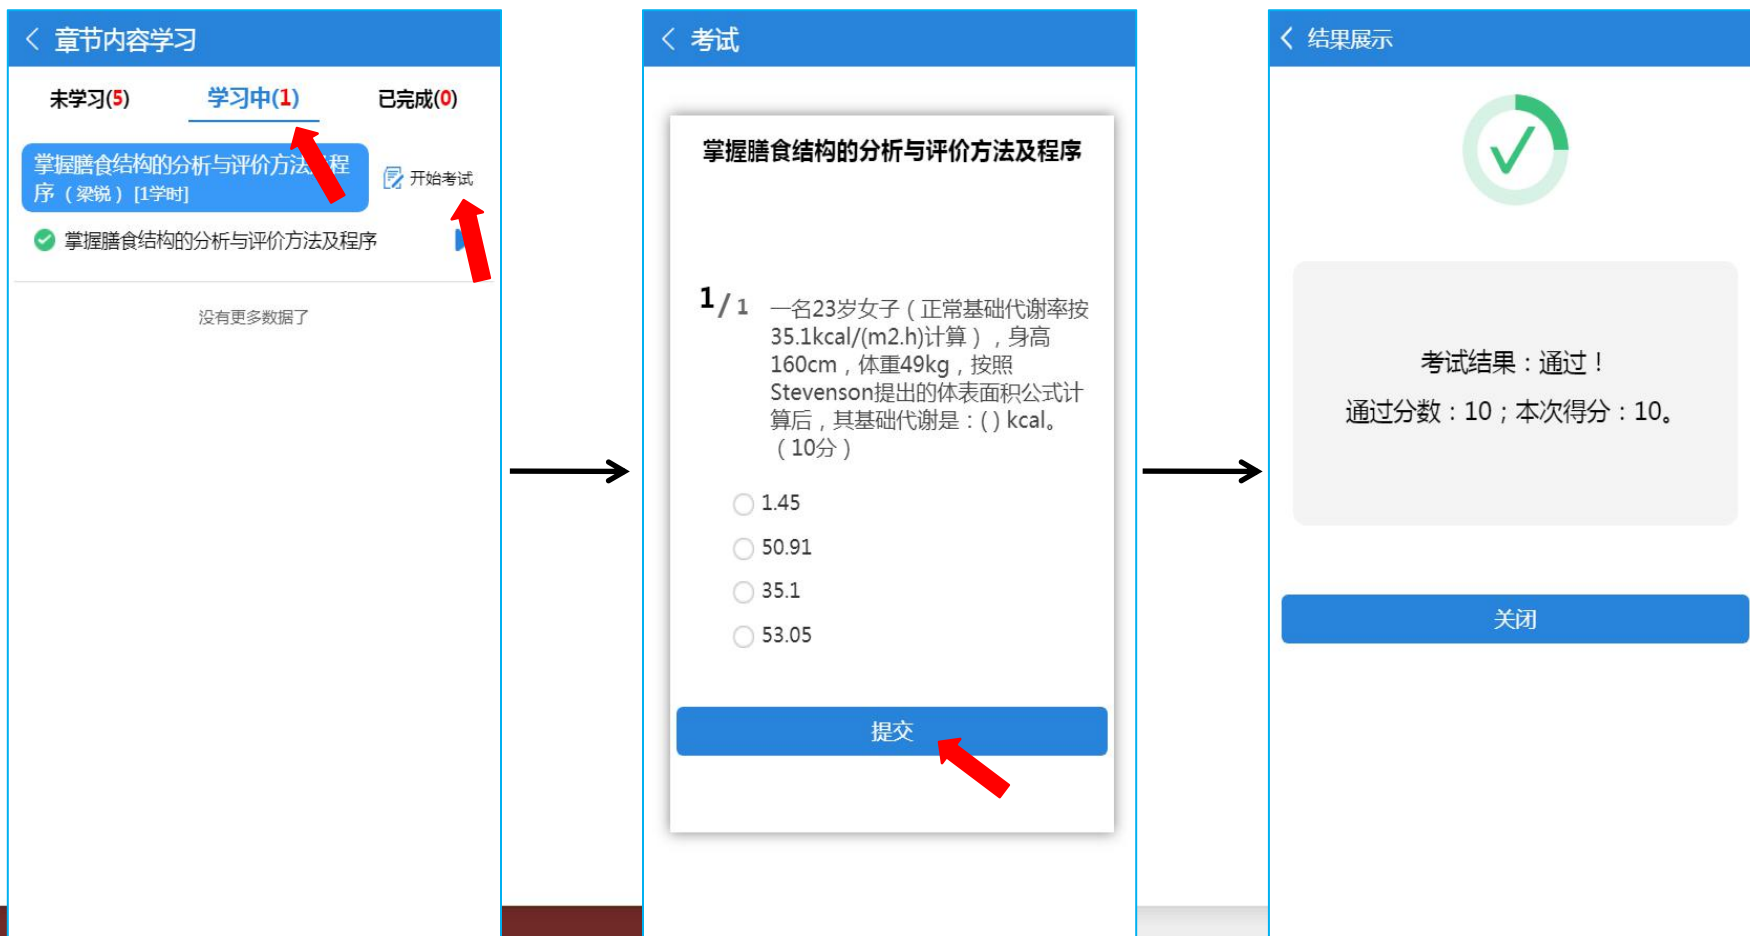 章节内容学习
未学习(5)
学习中(1)
已完成(0)
掌握膳食结构的分析与评价方法及程
序（梁锐）[1学时]
开始考试
掌握膳食结构的分析与评价方法及程序
没有更多数据了
考试
掌握膳食结构的分析与评价方法及程序
1/1
一名23岁女子（正常基础代谢率按
35.1kcal/(m2.h)计算），身高
160cm，体重49kg，按照
Stevenson提出的体表面积公式计
算后，其基础代谢是：( ) kcal。
（10分）
1.45
50.91
35.1
53.05
提交
结果展示
考试结果：通过！
通过分数：10；本次得分：10。
关闭